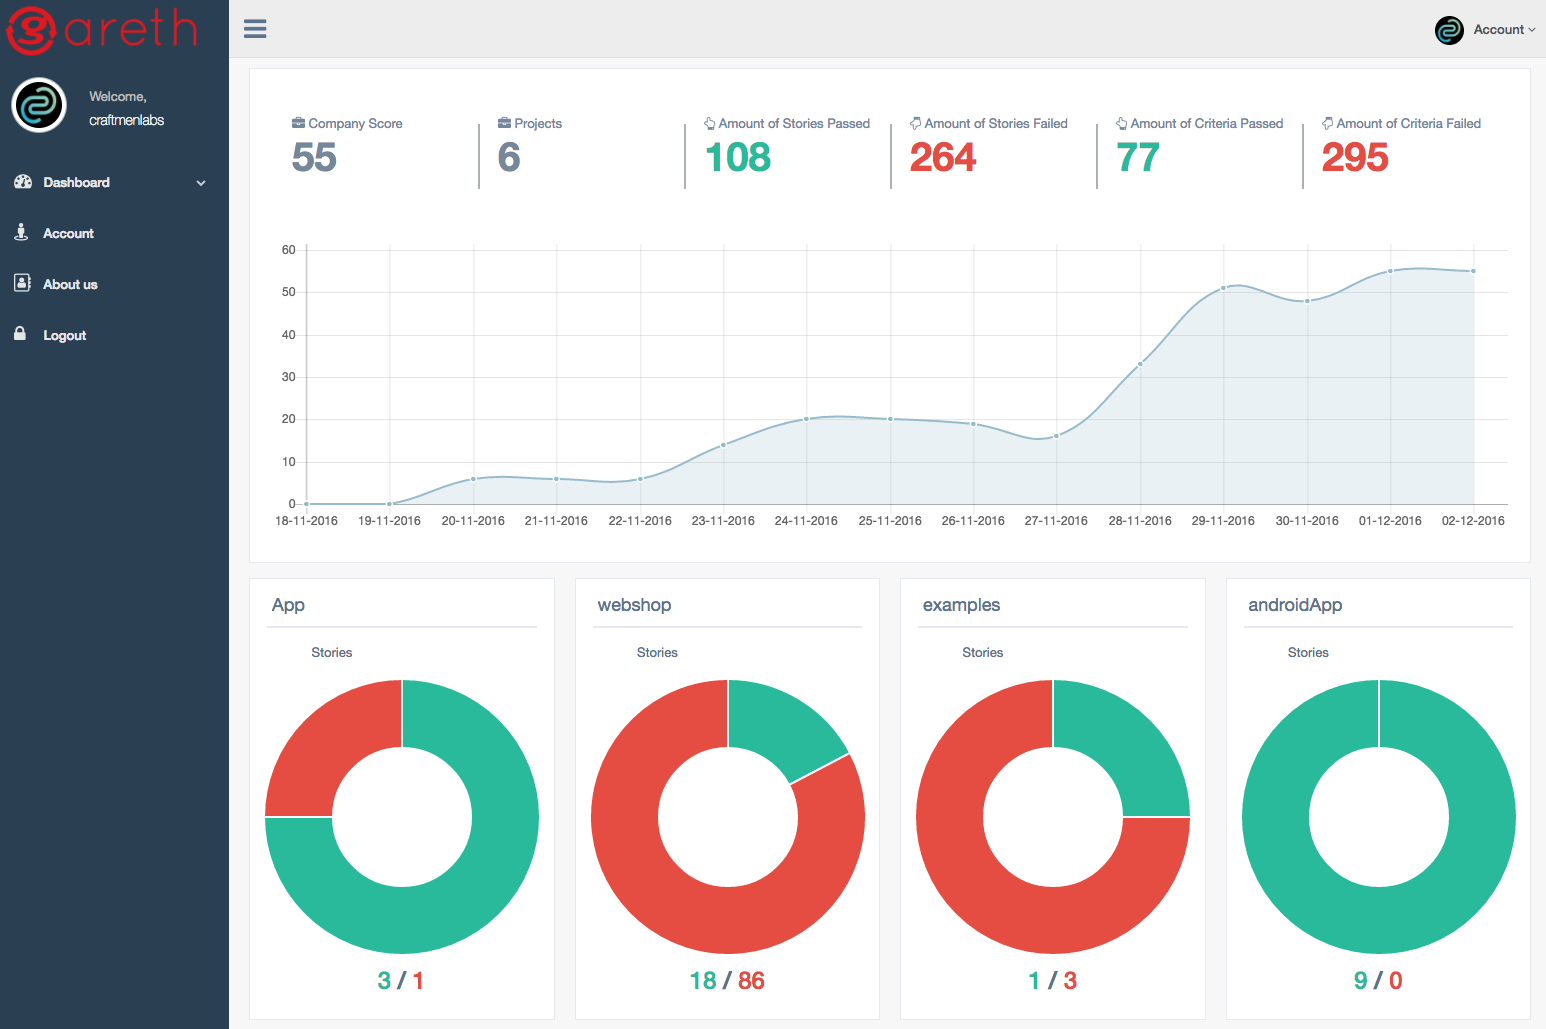 gareth
Account
Welcome,
craftmenlabs
Dashboard
Account
About us
Logout
Company Score
55
Projects
6
Amount of Stories Passed
108
Amount of Stories Failed
264
Amount of Criteria Passed
77
Amount of Criteria Failed
295
60
50
40
30
20
10
0
18-11-2016 19-11-2016 20-11-2016 21-11-2016 22-11-2016 23-11-2016 24-11-2016 25-11-2016 26-11-2016 27-11-2016 28-11-2016 29-11-2016 30-11-2016 01-12-2016 02-12-2016
App
Stories
3 / 1
webshop
Stories
18 / 86
examples
Stories
1 / 3
androidApp
Stories
9 / 0